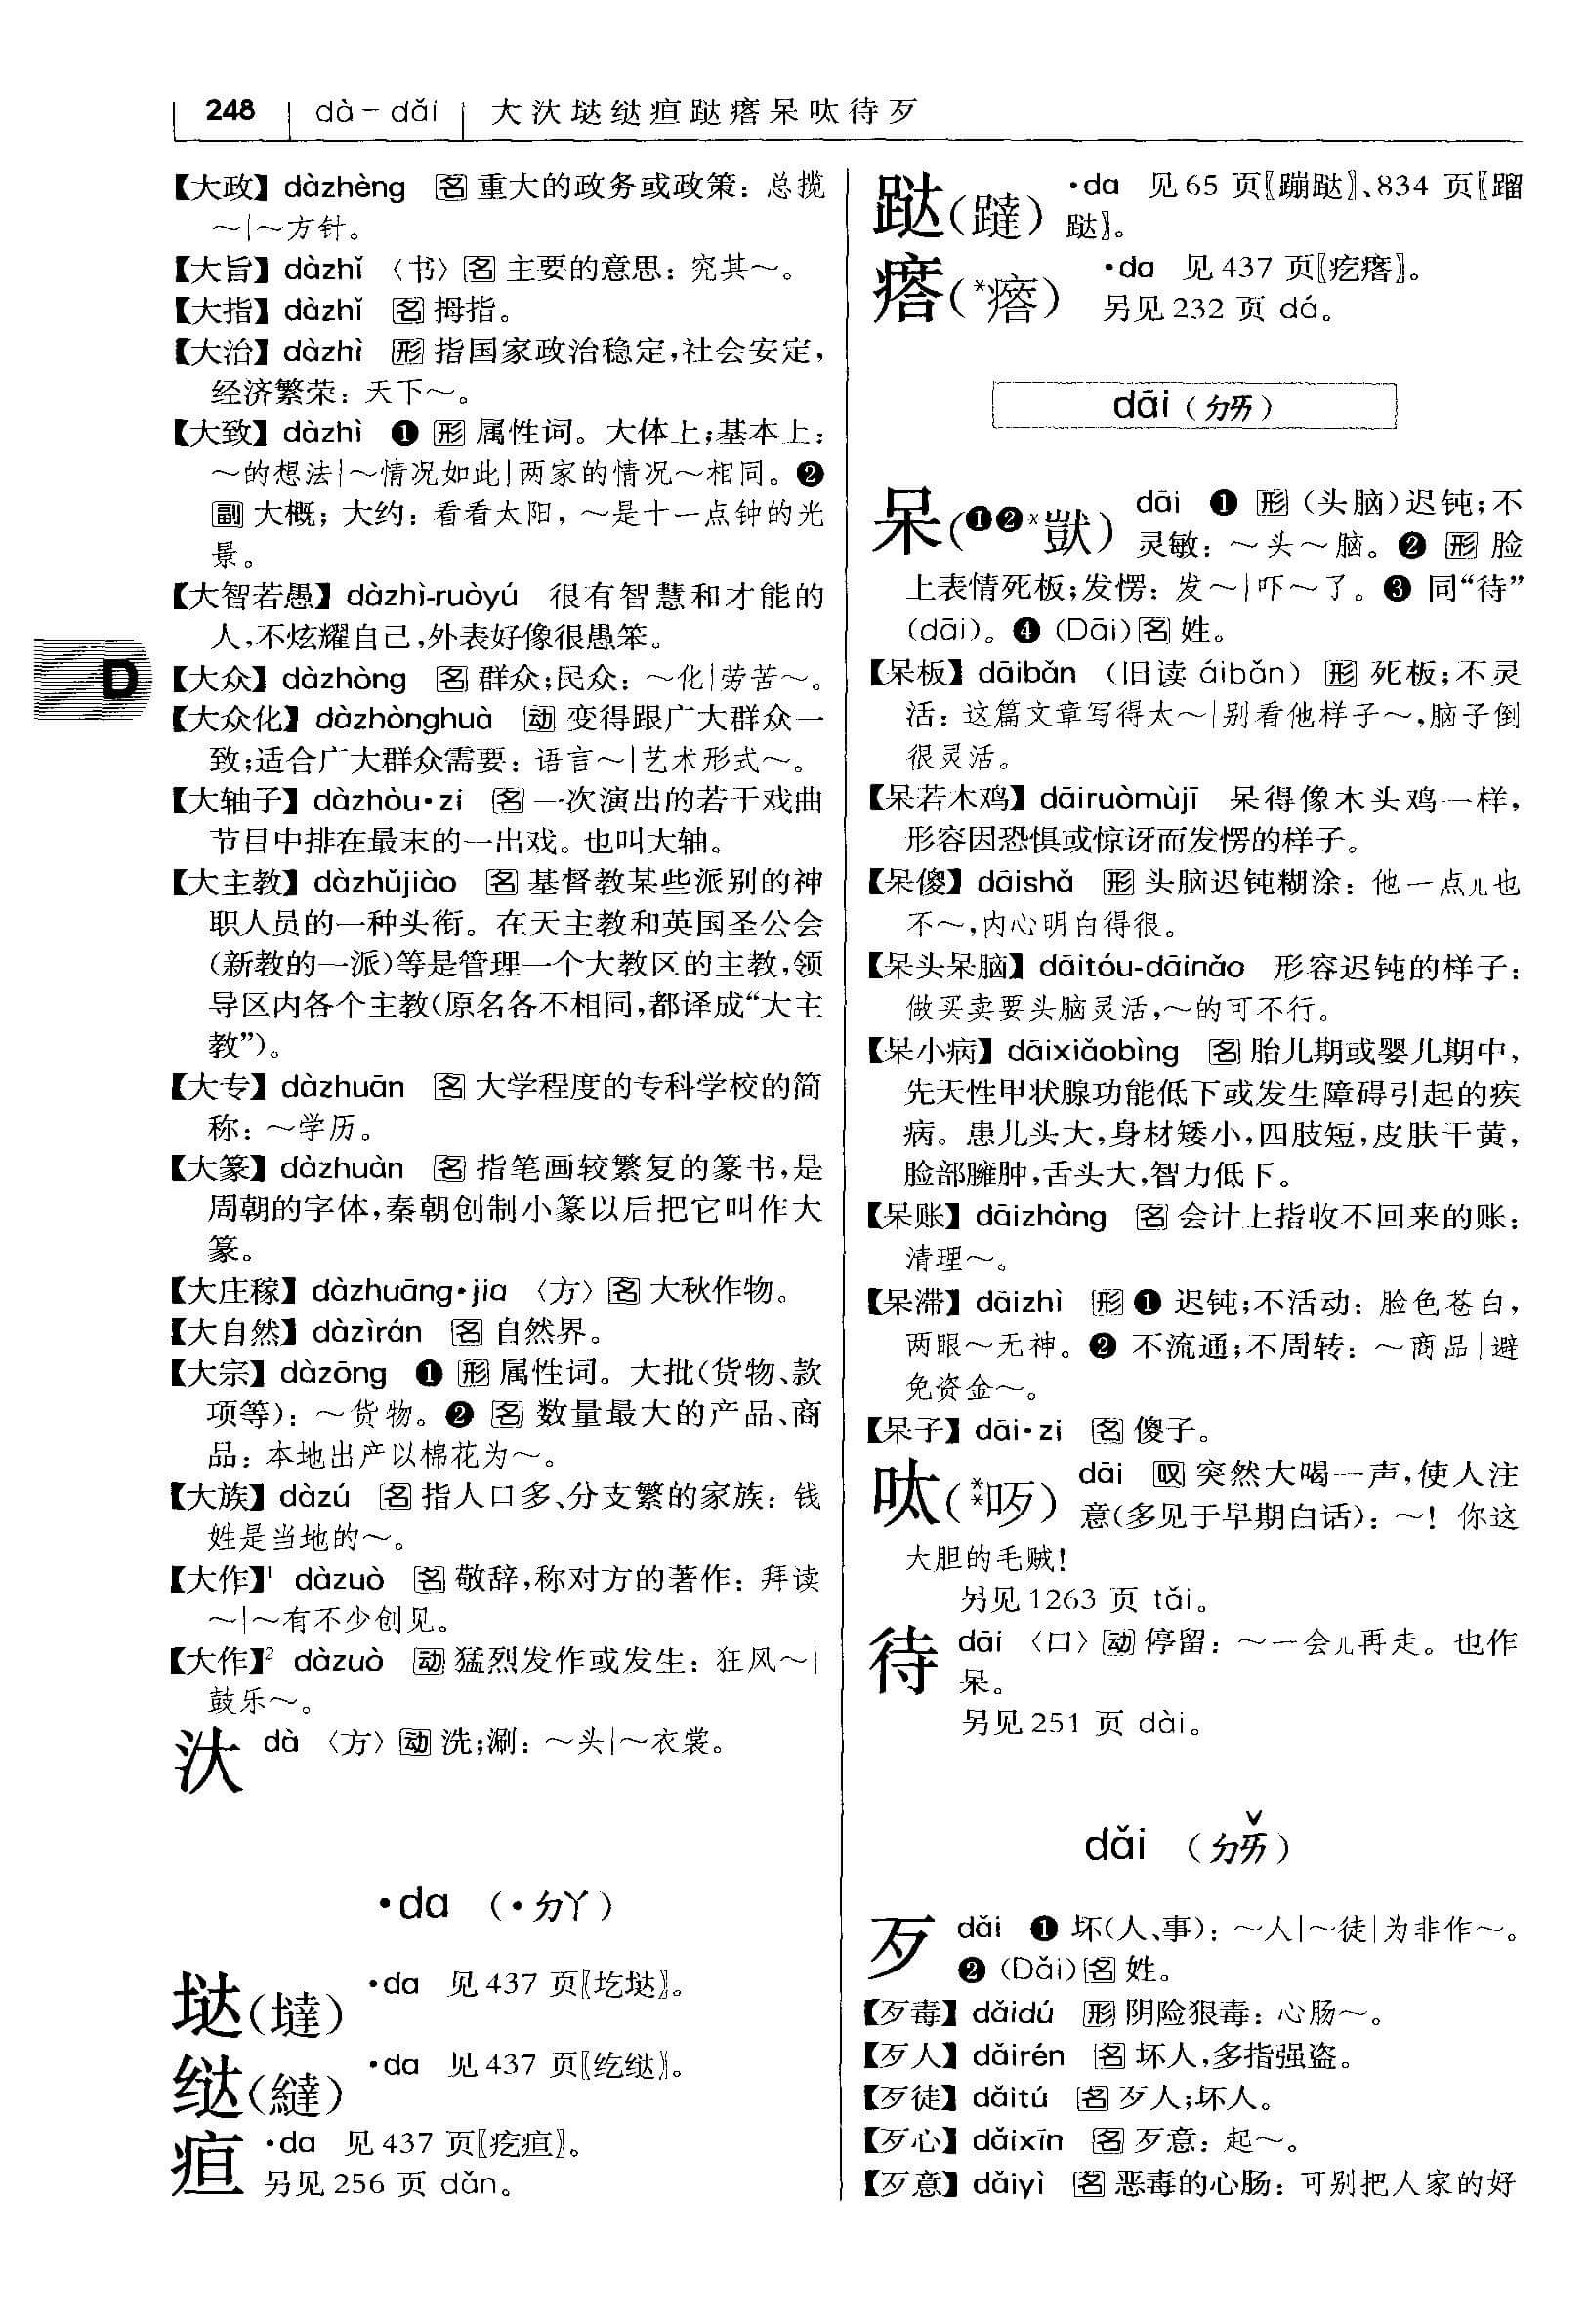 248 dà－dǎi 大汏垯繨疸跶瘩呆呔待歹
【大政】dàzhèng 名 重大的政务或政策：总揽
～|～方针。
【大旨】dàzhǐ 〈书〉名 主要的意思：究其～。
【大指】dàzhǐ 名 拇指。
【大治】dàzhì 形 指国家政治稳定,社会安定,
经济繁荣：天下～。
【大致】dàzhì ❶ 形 属性词。大体上;基本上：
～的想法|～情况如此|两家的情况～相同。❷
副 大概；大约：看看太阳，～是十一点钟的光
景。
【大智若愚】dàzhì-ruòyú 很有智慧和才能的
人,不炫耀自己,外表好像很愚笨。
D
【大众】dàzhòng 名 群众;民众：～化|劳苦～。
【大众化】dàzhònghuà 动 变得跟广大群众一
致;适合广大群众需要：语言～|艺术形式～。
【大轴子】dàzhòu·zi 名 一次演出的若干戏曲
节目中排在最末的一出戏。也叫大轴。
【大主教】dàzhǔjiào 名 基督教某些派别的神
职人员的一种头衔。在天主教和英国圣公会
(新教的一派)等是管理一个大教区的主教,领
导区内各个主教(原名各不相同,都译成“大主
教”)。
【大专】dàzhuān 名 大学程度的专科学校的简
称：～学历。
【大篆】dàzhuàn 名 指笔画较繁复的篆书,是
周朝的字体,秦朝创制小篆以后把它叫作大
篆。
【大庄稼】dàzhuāng·jia 〈方〉名 大秋作物。
【大自然】dàzìrán 名 自然界。
【大宗】dàzōng ❶ 形 属性词。大批(货物、款
项等)：～货物。❷ 名 数量最大的产品、商
品：本地出产以棉花为～。
【大族】dàzú 名 指人口多、分支繁的家族：钱
姓是当地的～。
【大作】¹ dàzuò 名 敬辞,称对方的著作：拜读
～|～有不少创见。
【大作】² dàzuò 动 猛烈发作或发生：狂风～|
鼓乐～。
汏 dà 〈方〉动 洗;涮：～头|～衣裳。
·da （·ㄉㄚ）
垯(墶) ·da 见 437 页〖圪垯〗。
繨(繨) ·da 见 437 页〖纥繨〗。
疸 ·da 见 437 页〖疙疸〗。
另见 256 页 dǎn。
跶(躂) ·da 见 65 页〖蹦跶〗、834 页〖蹓
跶〗。
瘩(*瘩) ·da 见 437 页〖疙瘩〗。
另见 232 页 dá。
dāi （ㄉㄞ）
呆(❶❷*獃) dāi ❶ 形 (头脑)迟钝;不
灵敏：～头～脑。❷ 形 脸
上表情死板;发愣：发～|吓～了。❸ 同“待”
(dāi)。❹ (Dāi)名 姓。
【呆板】dāibǎn （旧读 áibǎn）形 死板;不灵
活：这篇文章写得太～|别看他样子～,脑子倒
很灵活。
【呆若木鸡】dāiruòmùjī 呆得像木头鸡一样,
形容因恐惧或惊讶而发愣的样子。
【呆傻】dāishǎ 形 头脑迟钝糊涂：他一点儿也
不～,内心明白得很。
【呆头呆脑】dāitóu-dāinǎo 形容迟钝的样子：
做买卖要头脑灵活,～的可不行。
【呆小病】dāixiǎobìng 名 胎儿期或婴儿期中,
先天性甲状腺功能低下或发生障碍引起的疾
病。患儿头大,身材矮小,四肢短,皮肤干黄,
脸部臃肿,舌头大,智力低下。
【呆账】dāizhàng 名 会计上指收不回来的账：
清理～。
【呆滞】dāizhì 形 ❶ 迟钝;不活动：脸色苍白,
两眼～无神。❷ 不流通;不周转：～商品|避
免资金～。
【呆子】dāi·zi 名 傻子。
呔(⁑呖) dāi 叹 突然大喝一声,使人注
意(多见于早期白话)：～！你这
大胆的毛贼!
另见 1263 页 tǎi。
待 dāi 〈口〉动 停留：～一会儿再走。也作
呆。
另见 251 页 dài。
dǎi （ㄉㄞˇ）
歹 dǎi ❶ 坏(人、事)：～人|～徒|为非作～。
❷ (Dǎi)名 姓。
【歹毒】dǎidú 形 阴险狠毒：心肠～。
【歹人】dǎirén 名 坏人,多指强盗。
【歹徒】dǎitú 名 歹人;坏人。
【歹心】dǎixīn 名 歹意：起～。
【歹意】dǎiyì 名 恶毒的心肠：可别把人家的好